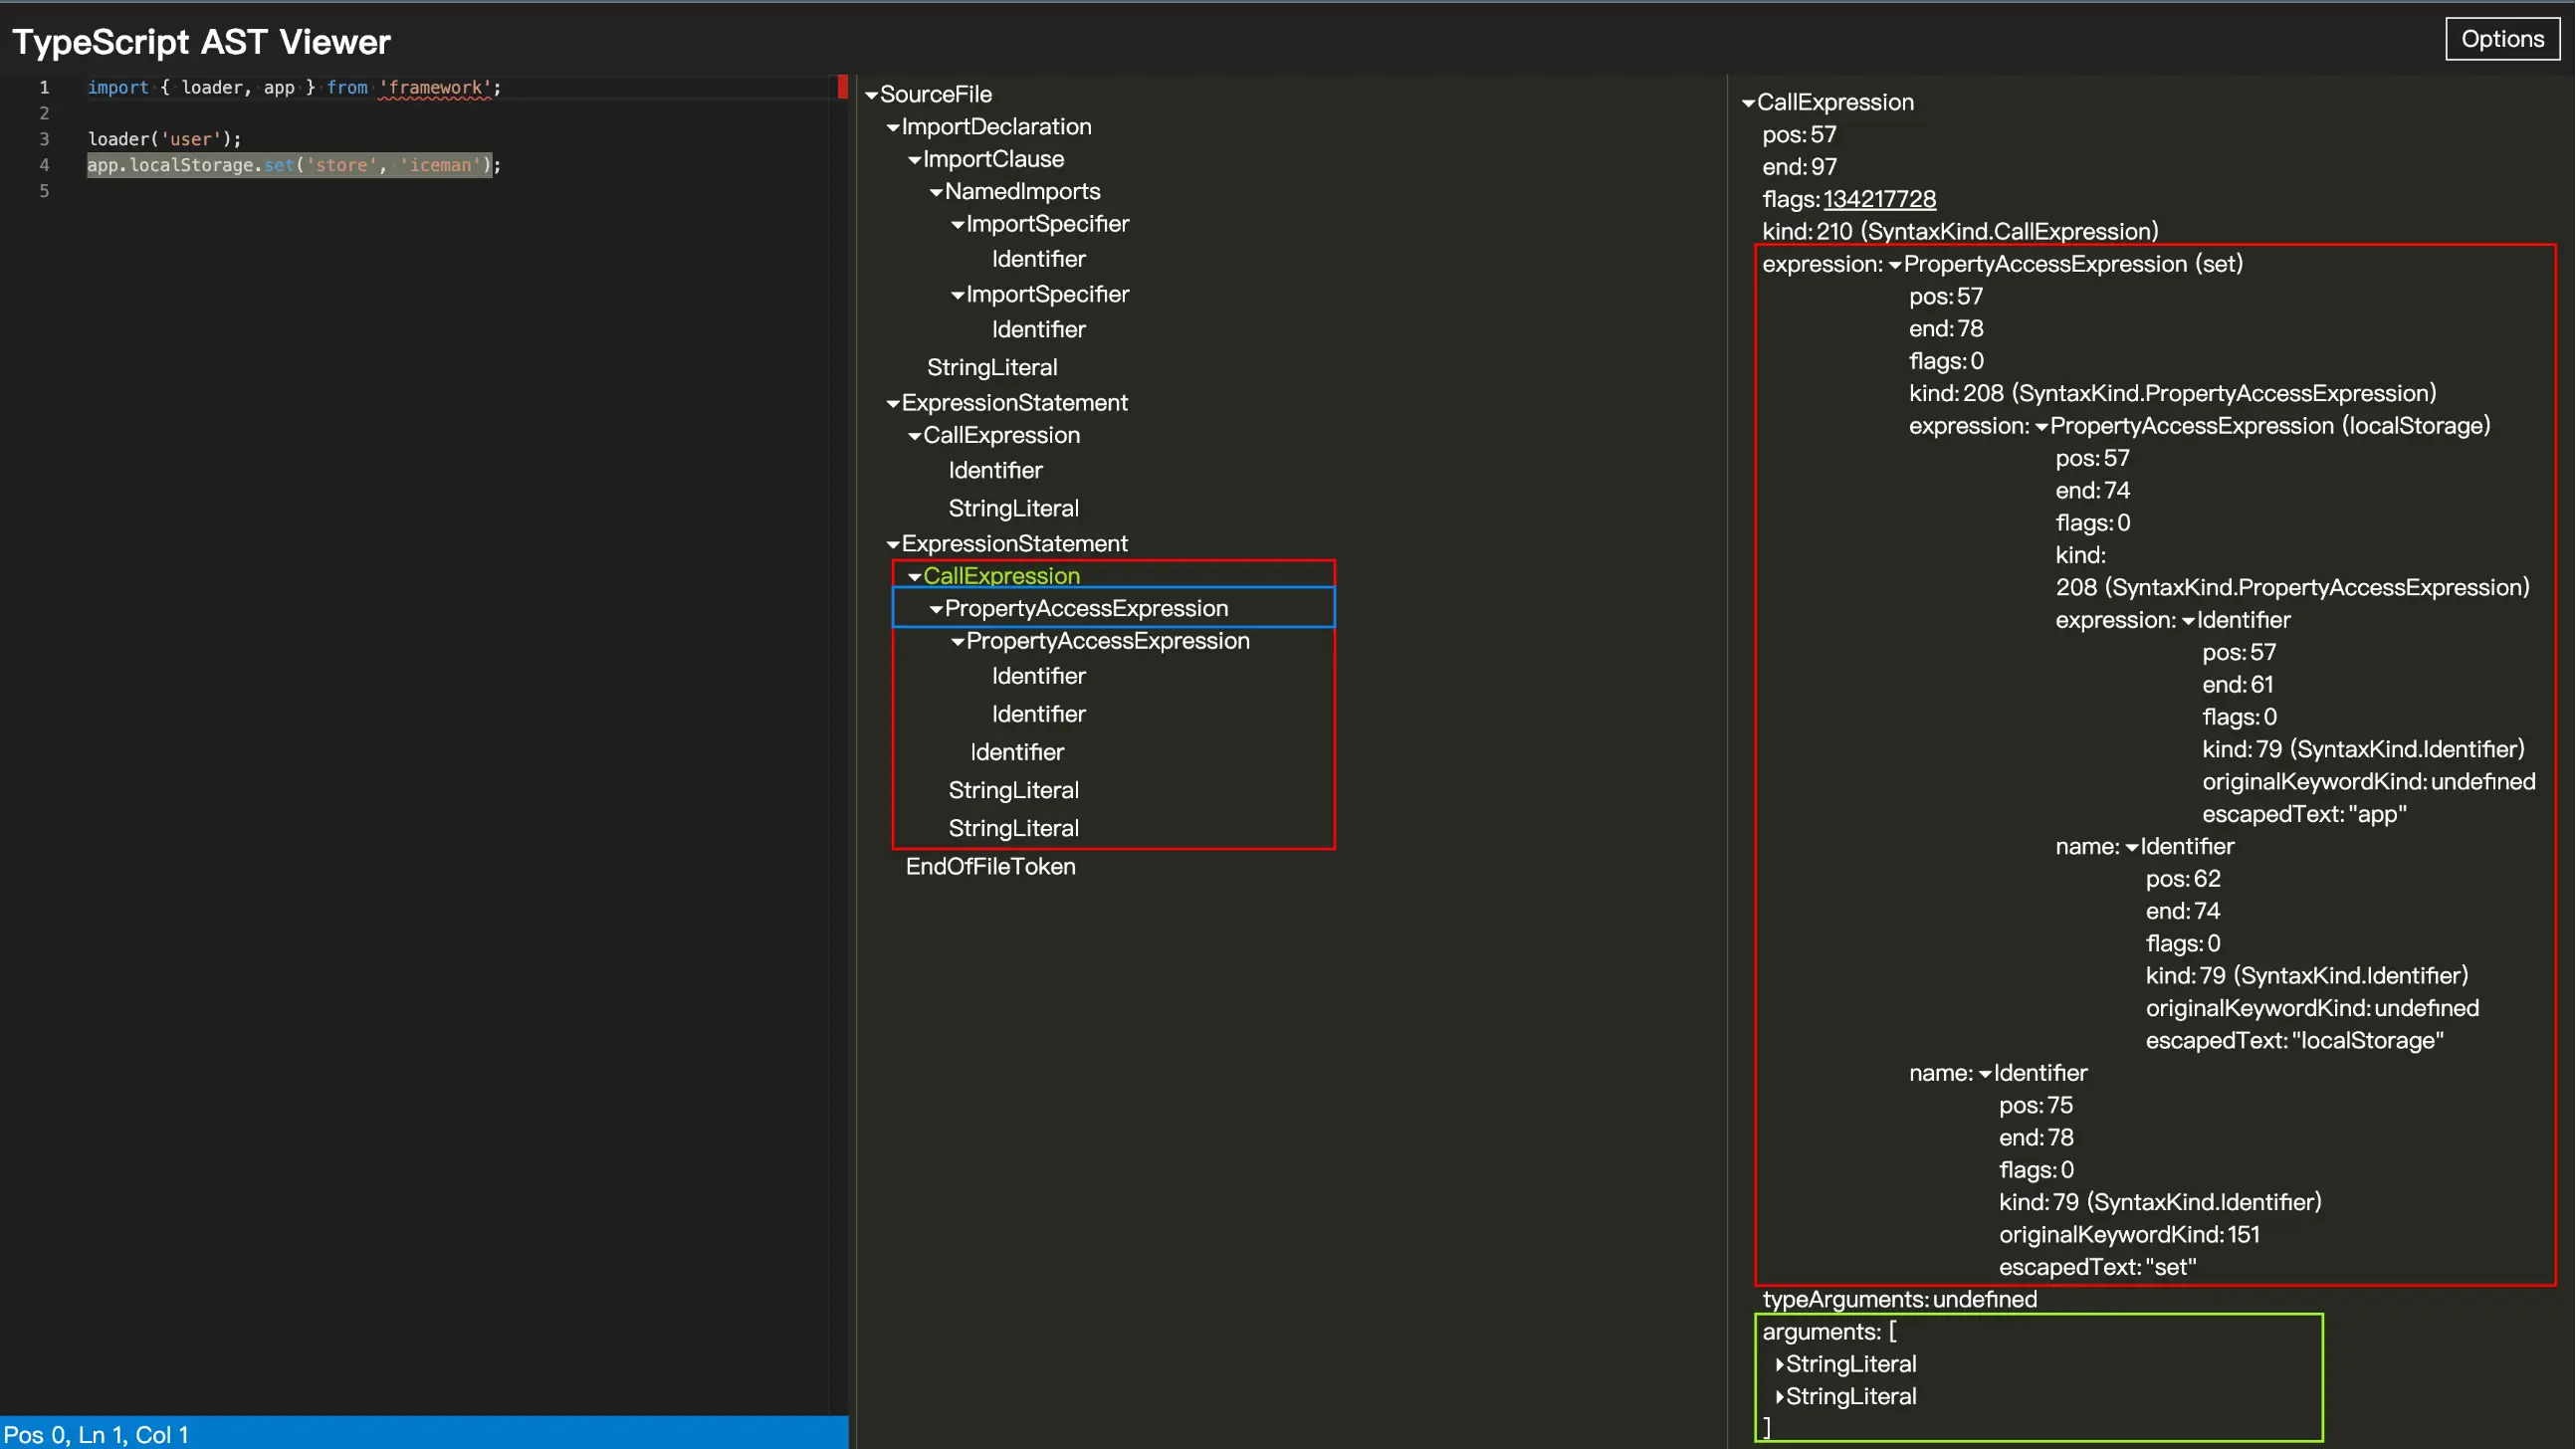 TypeScript AST Viewer
Options
1 import { loader, app } from 'framework';
2
3 loader('user');
4 app.localStorage.set('store', 'iceman');
5
Pos 0, Ln 1, Col 1
SourceFile
ImportDeclaration
ImportClause
NamedImports
ImportSpecifier
Identifier
ImportSpecifier
Identifier
StringLiteral
ExpressionStatement
CallExpression
Identifier
StringLiteral
ExpressionStatement
CallExpression
PropertyAccessExpression
PropertyAccessExpression
Identifier
Identifier
Identifier
StringLiteral
StringLiteral
EndOfFileToken
CallExpression
pos: 57
end: 97
flags: 134217728
kind: 210 (SyntaxKind.CallExpression)
expression: PropertyAccessExpression (set)
pos: 57
end: 78
flags: 0
kind: 208 (SyntaxKind.PropertyAccessExpression)
expression: PropertyAccessExpression (localStorage)
pos: 57
end: 74
flags: 0
kind:
208 (SyntaxKind.PropertyAccessExpression)
expression: Identifier
pos: 57
end: 61
flags: 0
kind: 79 (SyntaxKind.Identifier)
originalKeywordKind: undefined
escapedText: "app"
name: Identifier
pos: 62
end: 74
flags: 0
kind: 79 (SyntaxKind.Identifier)
originalKeywordKind: undefined
escapedText: "localStorage"
name: Identifier
pos: 75
end: 78
flags: 0
kind: 79 (SyntaxKind.Identifier)
originalKeywordKind: 151
escapedText: "set"
typeArguments: undefined
arguments: [
StringLiteral
StringLiteral
]